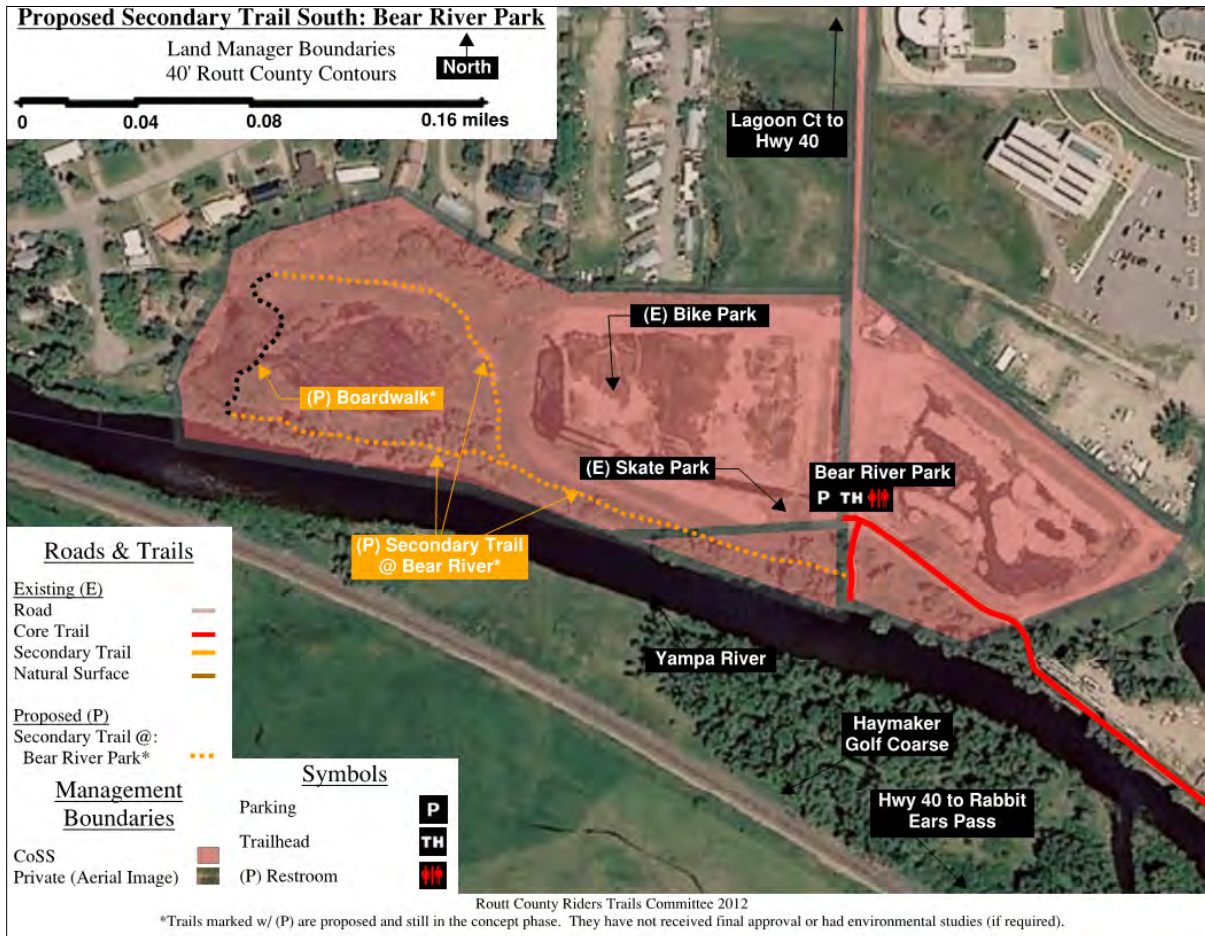 Proposed Secondary Trail South: Bear River Park
Land Manager Boundaries
40' Routt County Contours
North
0 0.04 0.08 0.16 miles
Lagoon Ct to
Hwy 40
(E) Bike Park
(P) Boardwalk*
(E) Skate Park
Bear River Park
P TH
(P) Secondary Trail
@ Bear River*
Yampa River
Haymaker
Golf Coarse
Hwy 40 to Rabbit
Ears Pass
Roads & Trails
Existing (E)
Road
Core Trail
Secondary Trail
Natural Surface
Proposed (P)
Secondary Trail @:
Bear River Park*
Management
Boundaries
CoSS
Private (Aerial Image)
Symbols
Parking P
Trailhead TH
(P) Restroom
Routt County Riders Trails Committee 2012
*Trails marked w/ (P) are proposed and still in the concept phase. They have not received final approval or had environmental studies (if required).